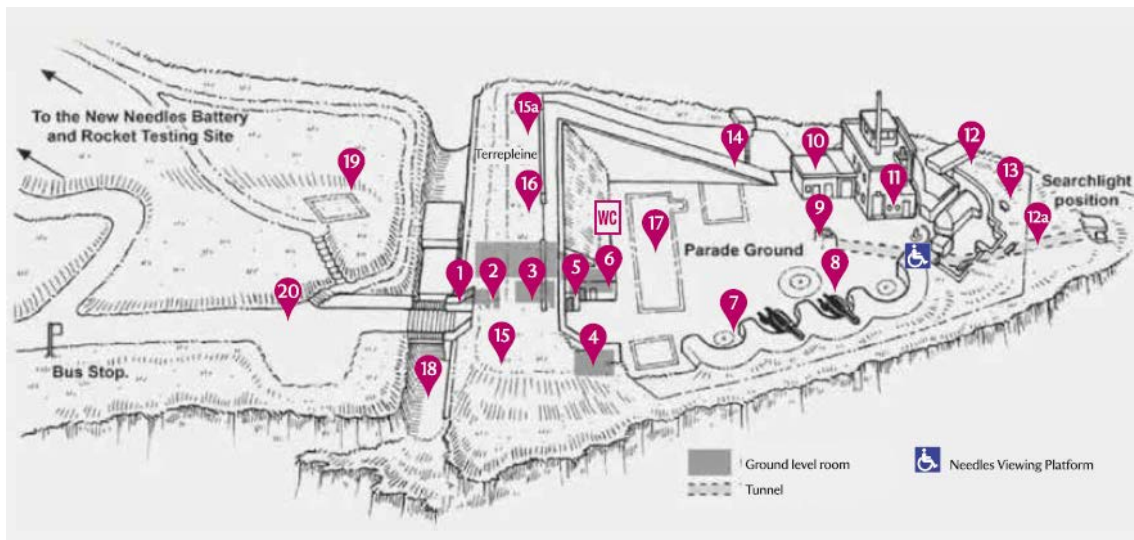 To the New Needles Battery
and Rocket Testing Site
19
15a
Terrepleine
16
14
10
11
12
13
Searchlight
position
12a
WC
17
Parade Ground
9
8
7
1
2
3
5
6
4
20
15
18
Bus Stop.
Ground level room
Tunnel
Needles Viewing Platform